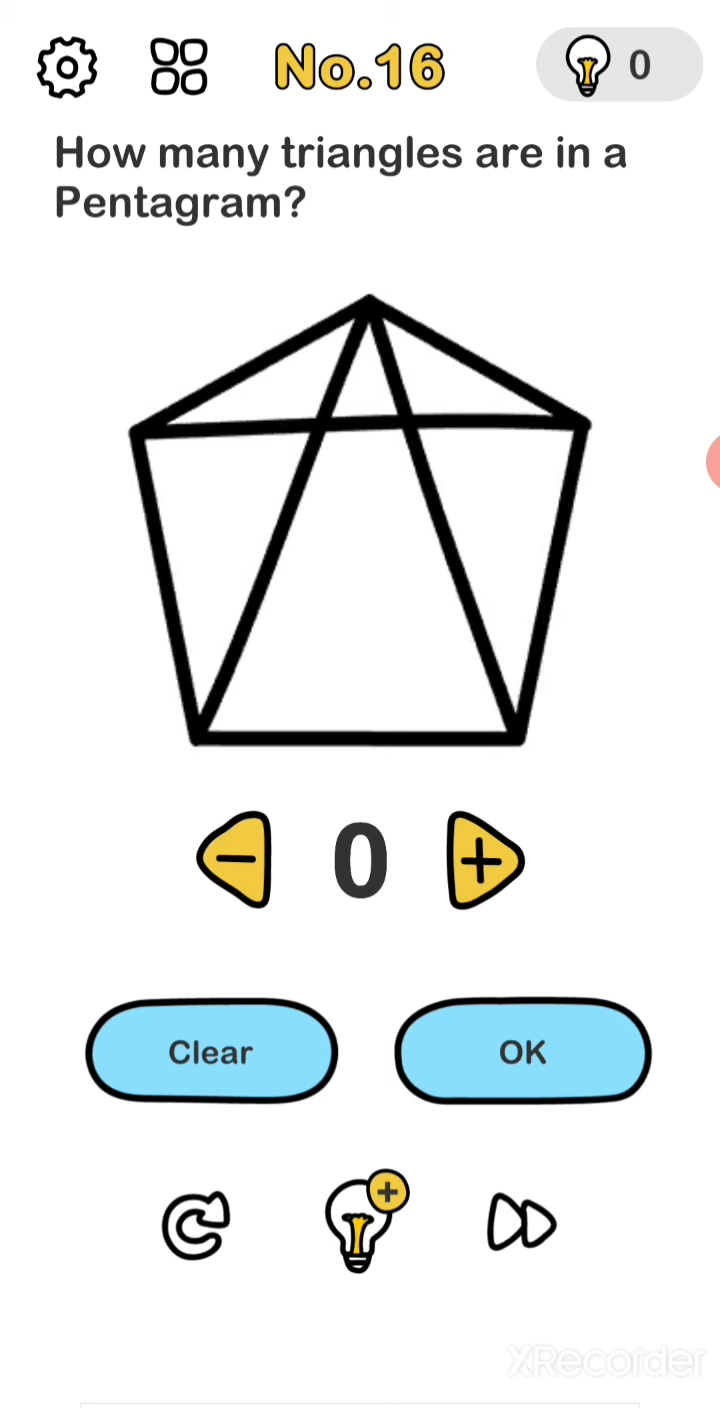 No.16
0
How many triangles are in a
Pentagram?
− 0 +
Clear
OK
+
XRecorder